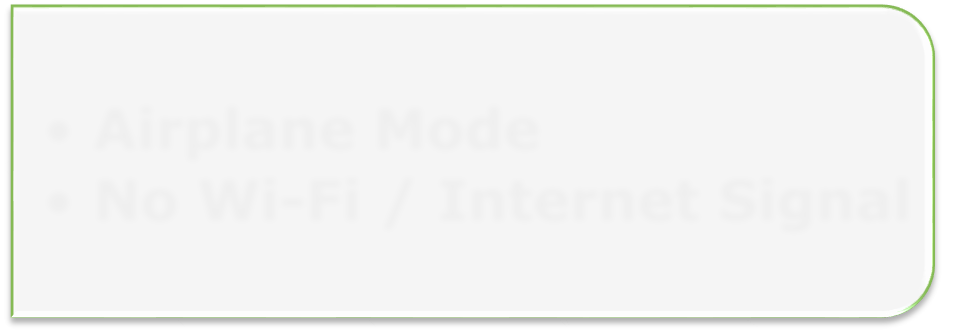 • Airplane Mode
• No Wi-Fi / Internet Signal